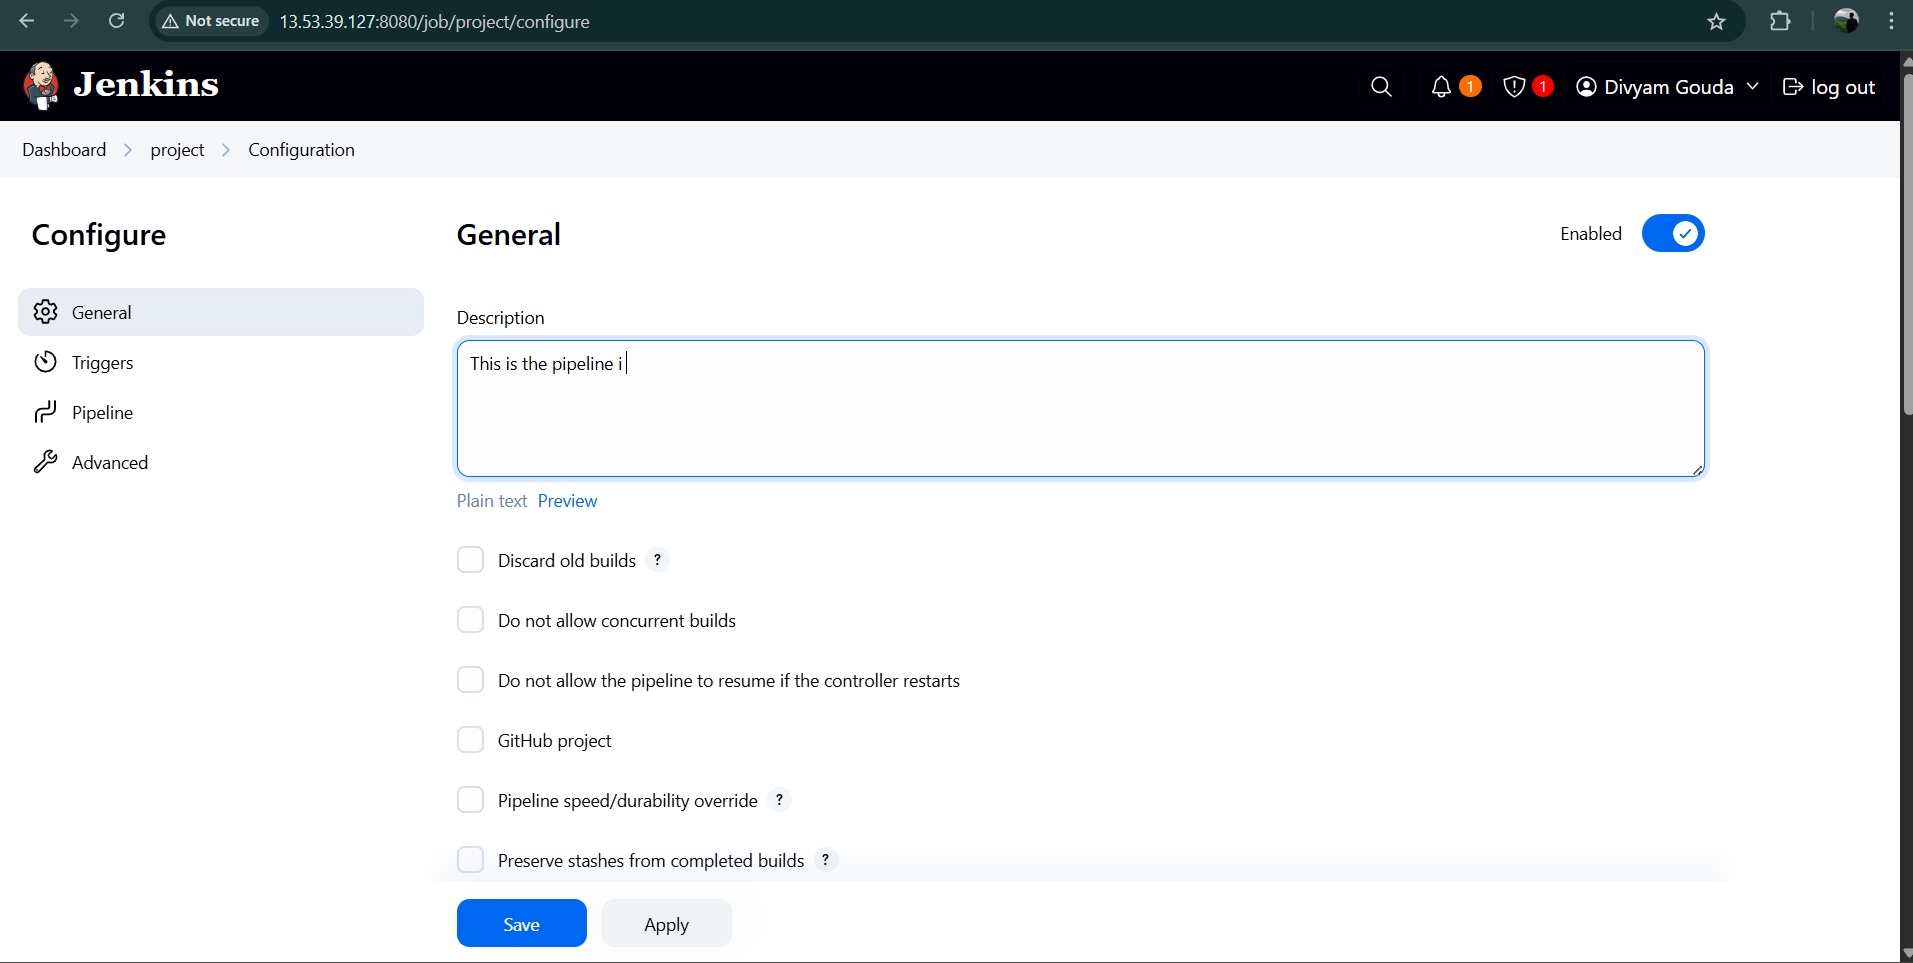 Not secure 13.53.39.127:8080/job/project/configure
Jenkins 1 1 Divyam Gouda log out
Dashboard project Configuration
Configure General Enabled
General
Triggers
Pipeline
Advanced
Description
This is the pipeline i
Plain text Preview
Discard old builds ?
Do not allow concurrent builds
Do not allow the pipeline to resume if the controller restarts
GitHub project
Pipeline speed/durability override ?
Preserve stashes from completed builds ?
Save Apply